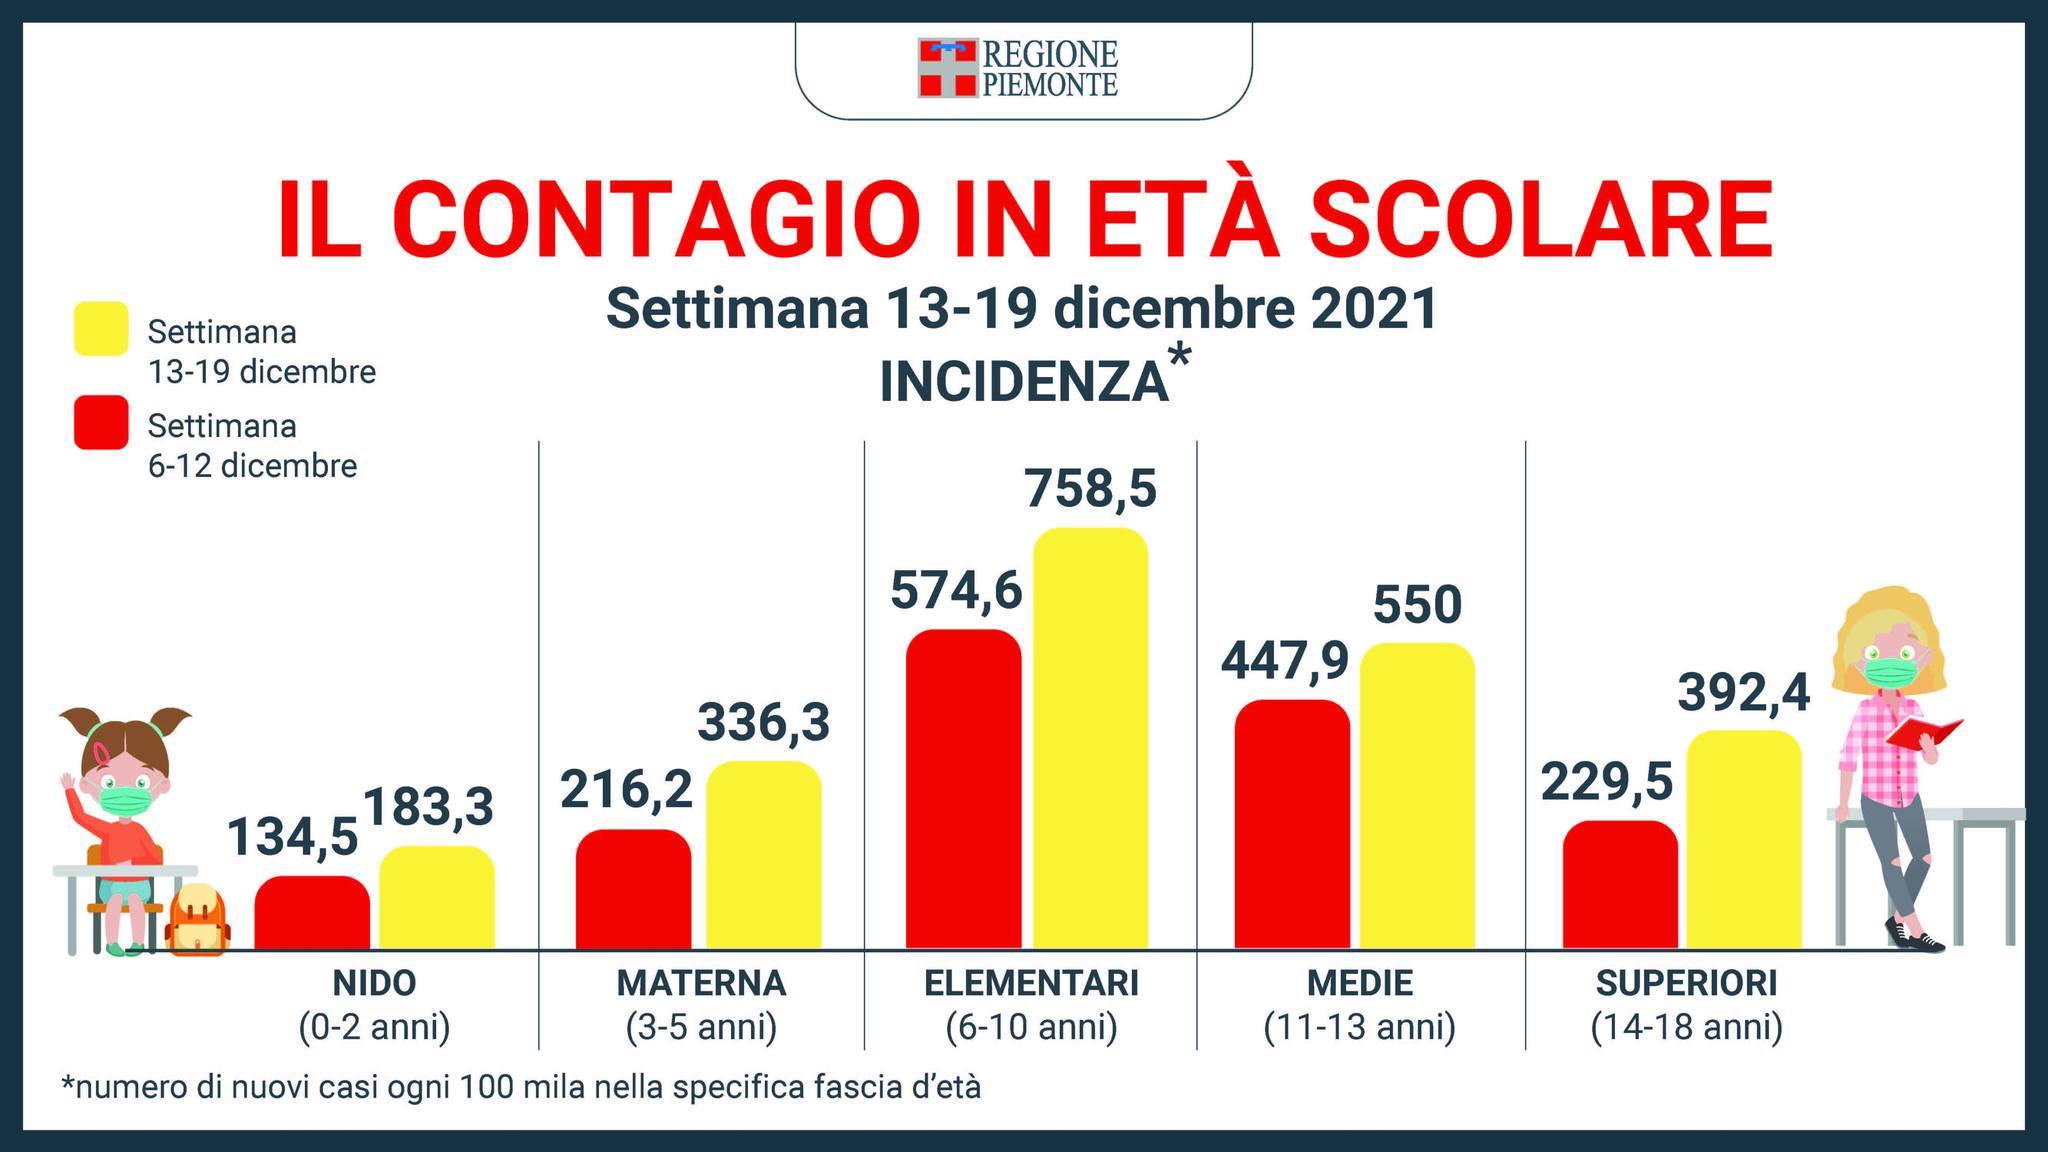 REGIONE
PIEMONTE
IL CONTAGIO IN ETÀ SCOLARE
Settimana 13-19 dicembre 2021
INCIDENZA*
Settimana
13-19 dicembre
Settimana
6-12 dicembre
134,5
183,3
216,2
336,3
574,6
758,5
447,9
550
229,5
392,4
NIDO
(0-2 anni)
MATERNA
(3-5 anni)
ELEMENTARI
(6-10 anni)
MEDIE
(11-13 anni)
SUPERIORI
(14-18 anni)
*numero di nuovi casi ogni 100 mila nella specifica fascia d'età